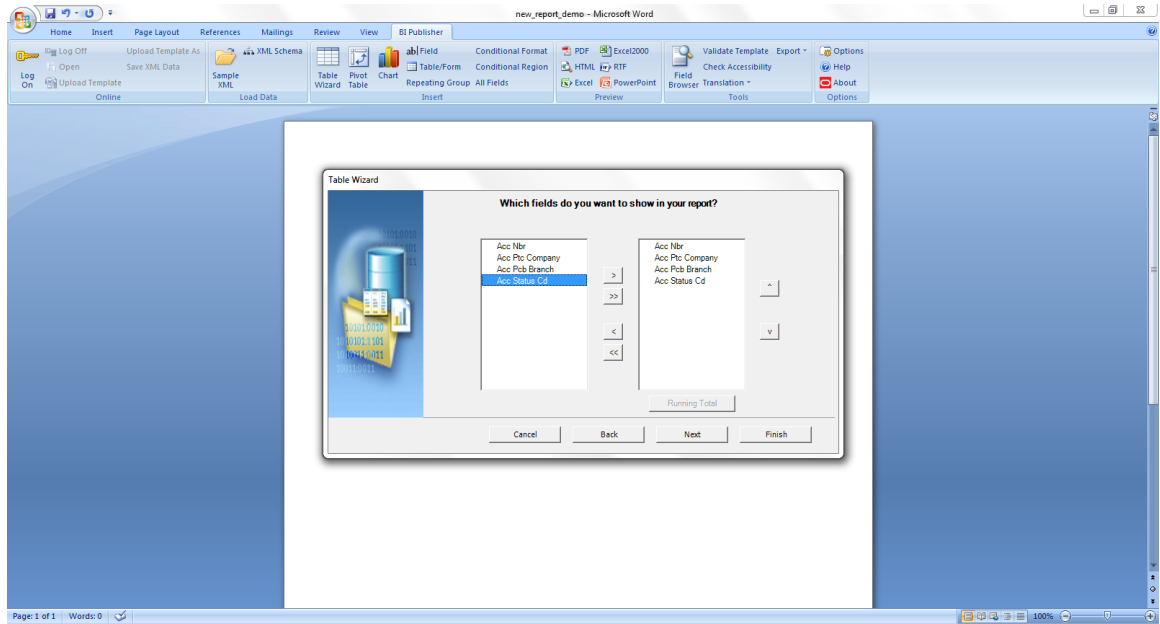 new_report_demo - Microsoft Word
Home Insert Page Layout References Mailings Review View BI Publisher
Log On
Log Off
Open
Upload Template
Upload Template As
Save XML Data
Online
Sample XML
XML Schema
Load Data
Table Wizard
Pivot Table
Chart
Field
Table/Form
Repeating Group
Conditional Format
Conditional Region
All Fields
Insert
PDF
HTML
Excel
Excel2000
RTF
PowerPoint
Preview
Field Browser
Validate Template
Check Accessibility
Translation
Export
Tools
Options
Help
About
Options
Table Wizard
Which fields do you want to show in your report?
Acc Nbr
Acc Ptc Company
Acc Pcb Branch
Acc Status Cd
>
>>
<
<<
Acc Nbr
Acc Ptc Company
Acc Pcb Branch
Acc Status Cd
^
v
Running Total
Cancel Back Next Finish
Page: 1 of 1 Words: 0 100%